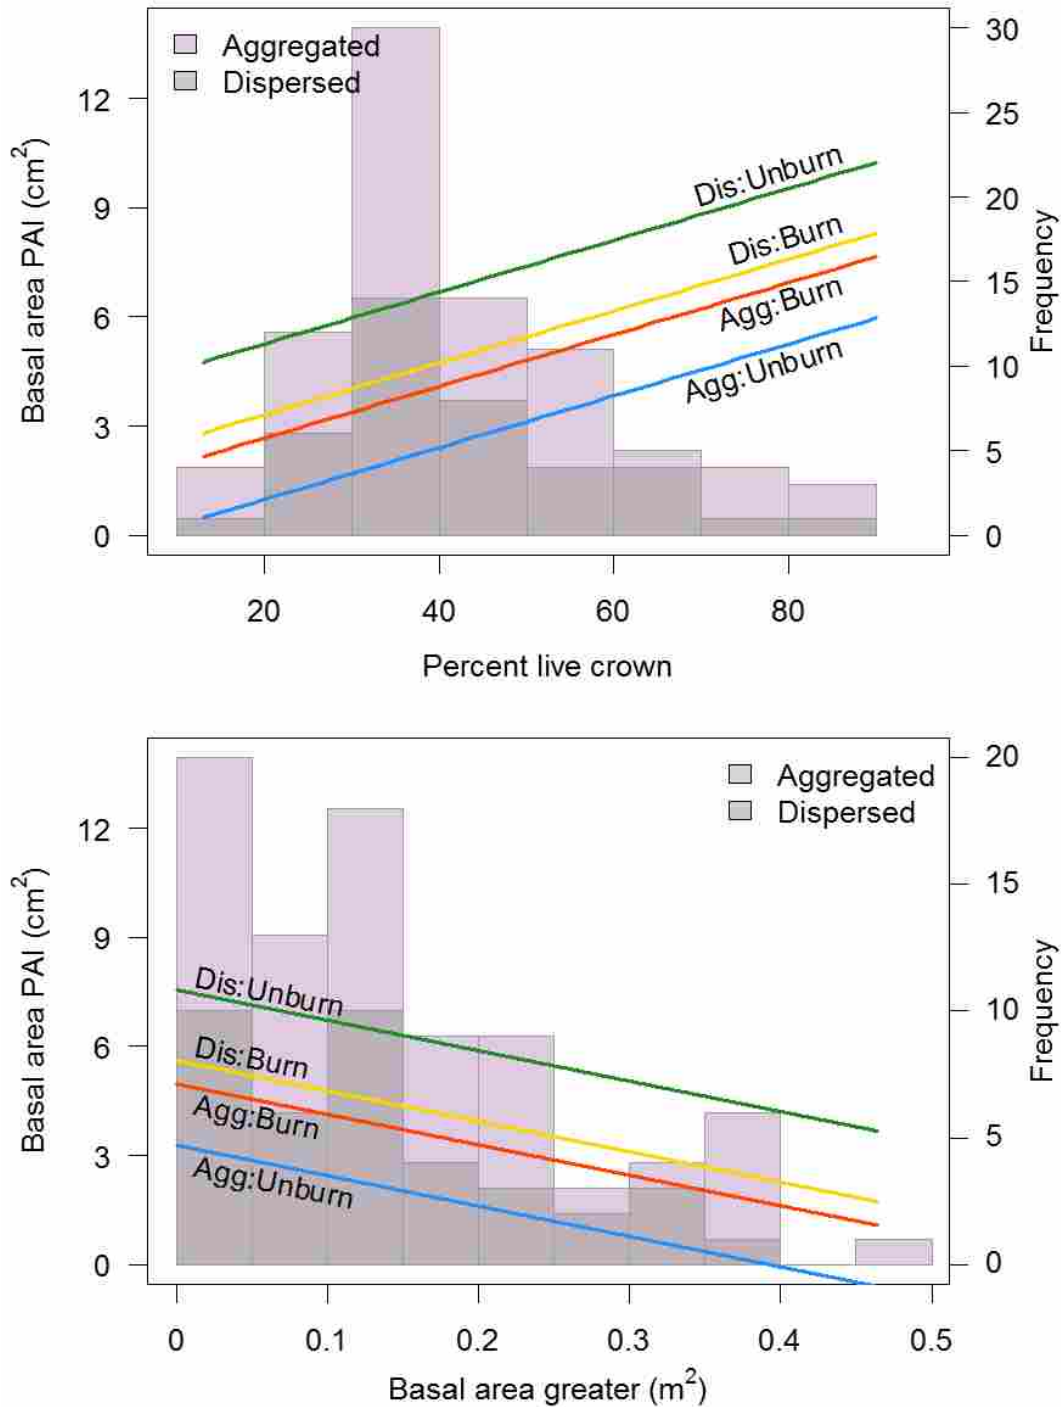 Aggregated
Dispersed
Basal area PAI (cm²)
12
9
6
3
0
30
25
20
15
10
5
0
Frequency
Dis:Unburn
Dis:Burn
Agg:Burn
Agg:Unburn
20 40 60 80
Percent live crown
Aggregated
Dispersed
Basal area PAI (cm²)
12
9
6
3
0
20
15
10
5
0
Frequency
Dis:Unburn
Dis:Burn
Agg:Burn
Agg:Unburn
0 0.1 0.2 0.3 0.4 0.5
Basal area greater (m²)